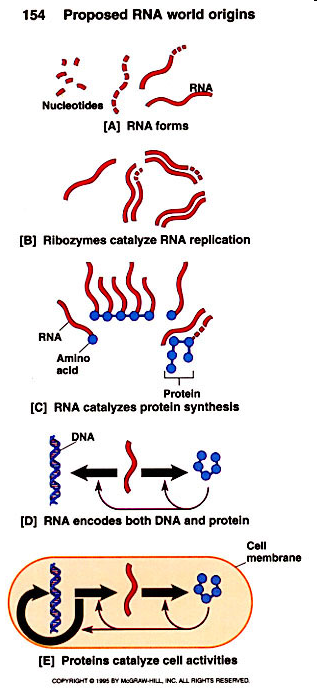 154 Proposed RNA world origins
Nucleotides
RNA
[A] RNA forms
[B] Ribozymes catalyze RNA replication
RNA
Amino
acid
Protein
[C] RNA catalyzes protein synthesis
DNA
[D] RNA encodes both DNA and protein
Cell
membrane
[E] Proteins catalyze cell activities
COPYRIGHT © 1995 BY McGRAW-HILL, INC. ALL RIGHTS RESERVED.